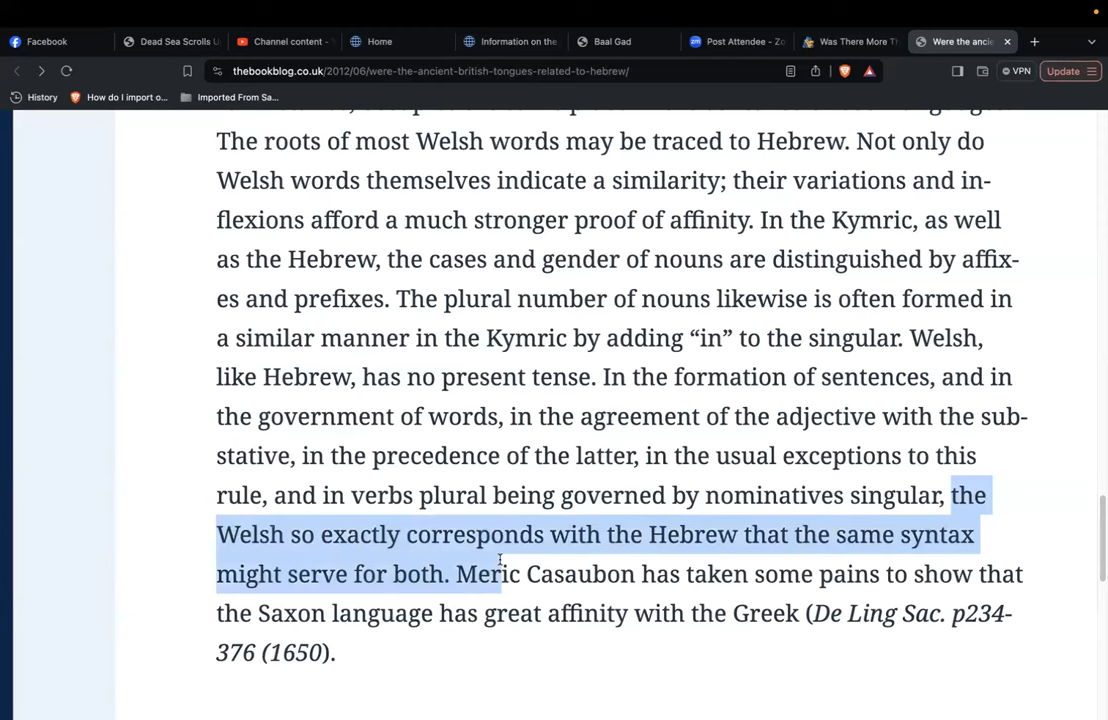 Facebook
Dead Sea Scrolls U
Channel content -
Home
Information on the
Baal Gad
Post Attendee - Zo
Was There More T
Were the ancie
thebookblog.co.uk/2012/06/were-the-ancient-british-tongues-related-to-hebrew/
VPN
Update
History
How do I import o...
Imported From Sa...
The roots of most Welsh words may be traced to Hebrew. Not only do
Welsh words themselves indicate a similarity; their variations and in-
flexions afford a much stronger proof of affinity. In the Kymric, as well
as the Hebrew, the cases and gender of nouns are distinguished by affix-
es and prefixes. The plural number of nouns likewise is often formed in
a similar manner in the Kymric by adding “in” to the singular. Welsh,
like Hebrew, has no present tense. In the formation of sentences, and in
the government of words, in the agreement of the adjective with the sub-
stative, in the precedence of the latter, in the usual exceptions to this
rule, and in verbs plural being governed by nominatives singular, the
Welsh so exactly corresponds with the Hebrew that the same syntax
might serve for both. Meric Casaubon has taken some pains to show that
the Saxon language has great affinity with the Greek (De Ling Sac. p234-
376 (1650).